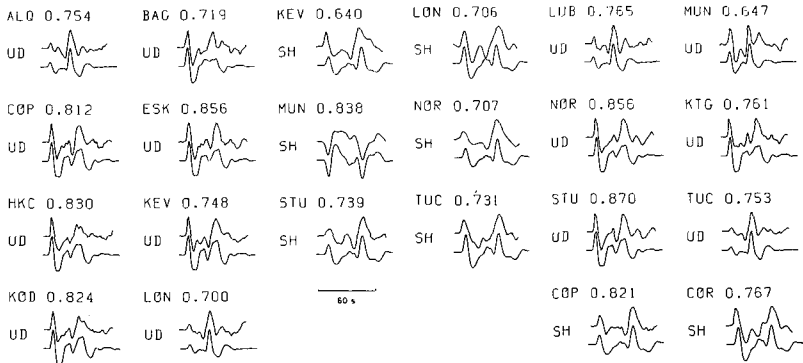 ALQ 0.754 BAG 0.719 KEV 0.640 LØN 0.706 LUB 0.765 MUN 0.647
UD UD SH SH UD UD
CØP 0.812 ESK 0.856 MUN 0.838 NØR 0.707 NØR 0.856 KTG 0.761
UD UD SH SH UD UD
HKC 0.830 KEV 0.748 STU 0.739 TUC 0.731 STU 0.870 TUC 0.753
UD UD SH SH UD UD
60 s
KØD 0.824 LØN 0.700 CØP 0.821 CØR 0.767
UD UD SH SH